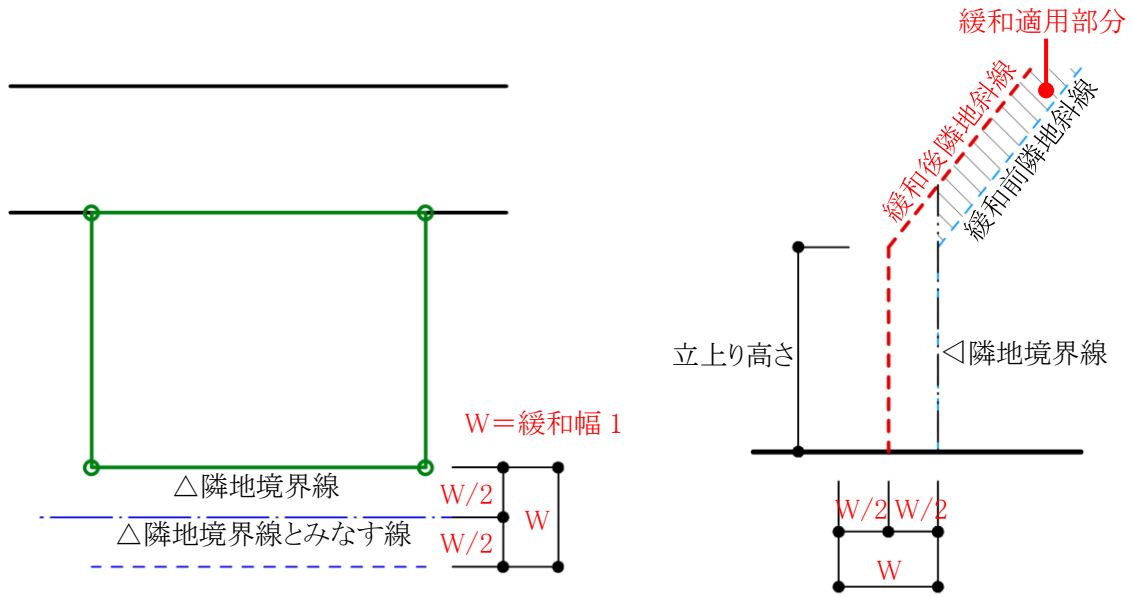 W＝緩和幅 1
△隣地境界線
W/2
W
△隣地境界線とみなす線
W/2
緩和適用部分
緩和後隣地斜線
緩和前隣地斜線
立上り高さ
◁隣地境界線
W/2
W/2
W